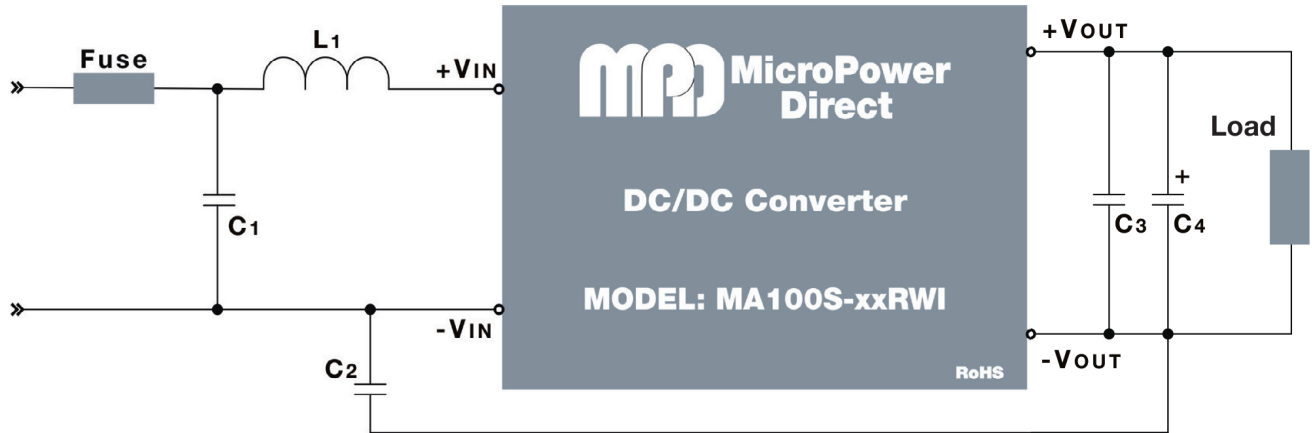 Fuse
L1
+VIN
C1
-VIN
C2
MPD MicroPower
Direct
DC/DC Converter
MODEL: MA100S-xxRWI
RoHS
+VOUT
Load
+
C3
C4
-VOUT